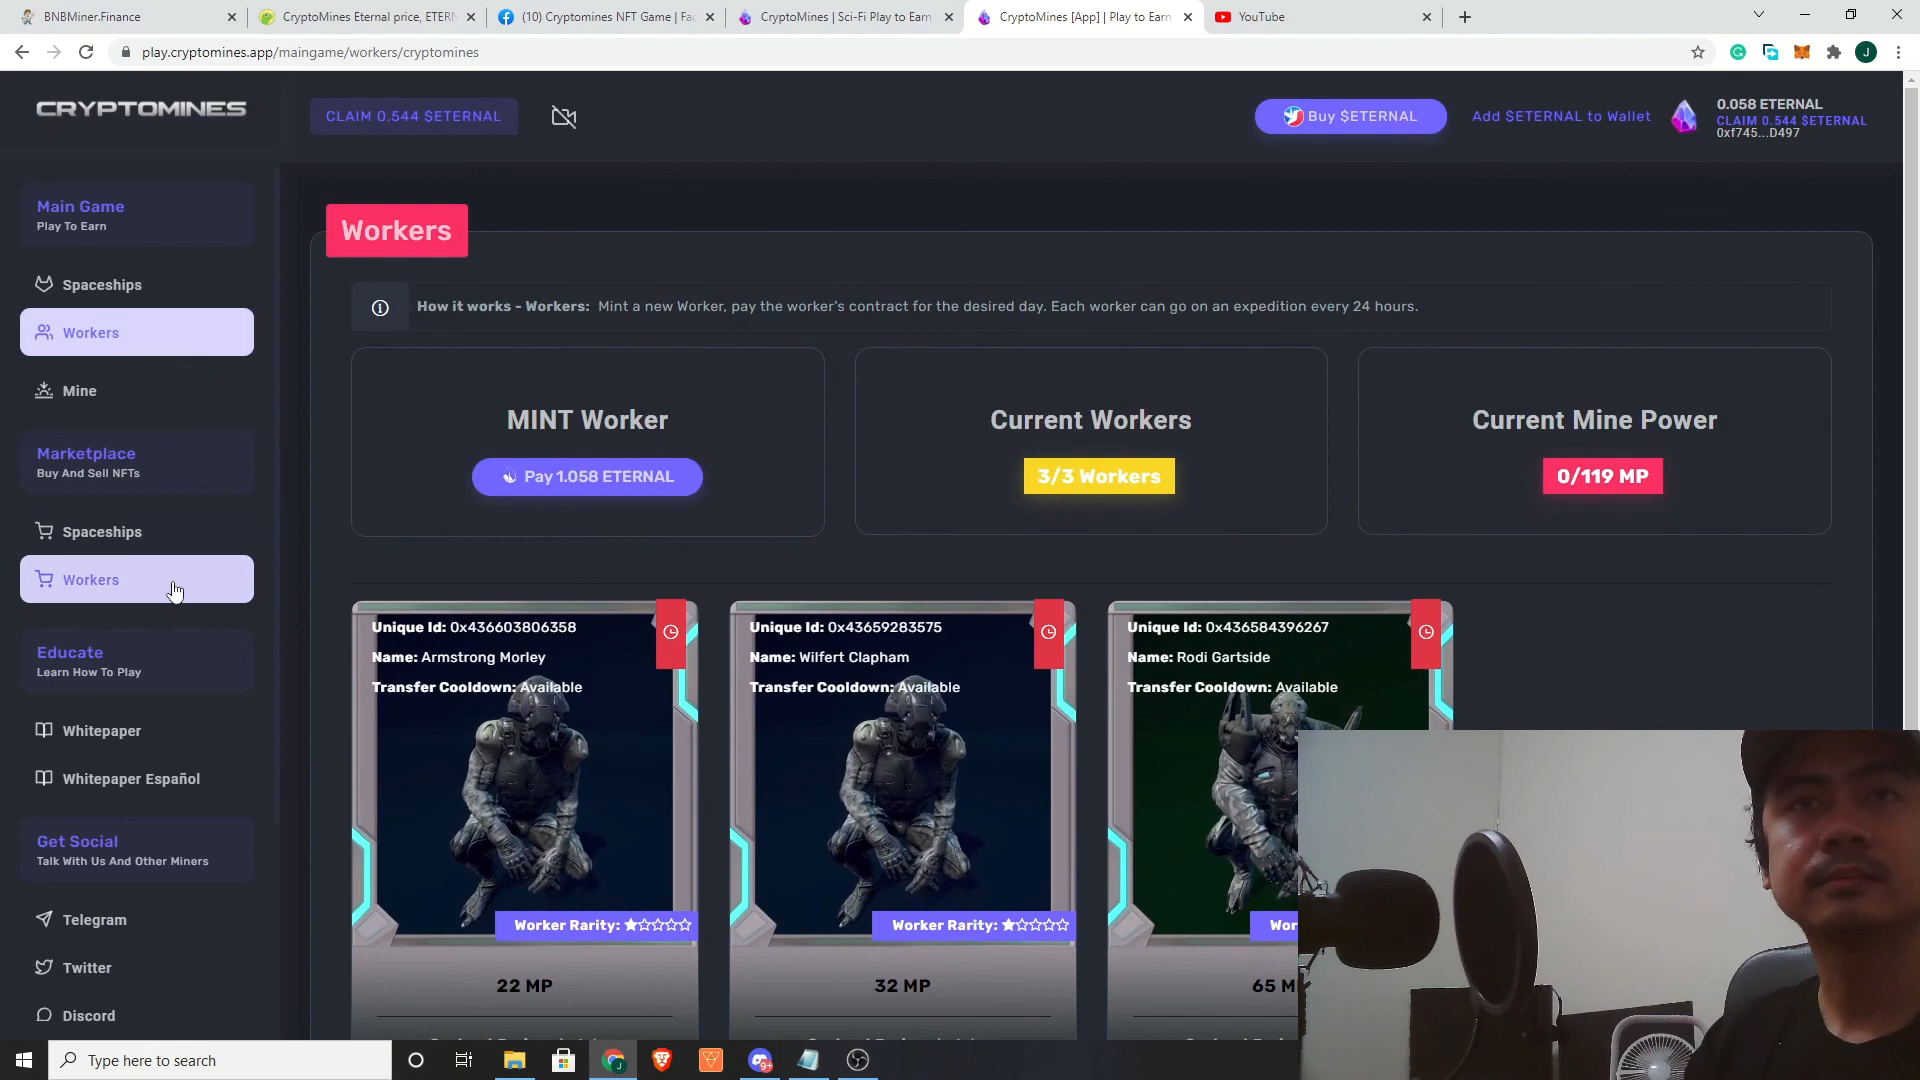 BNBMiner.Finance
CryptoMines Eternal price, ETERN
(10) Cryptomines NFT Game | Fac
CryptoMines | Sci-Fi Play to Earn
CryptoMines [App] | Play to Earn
YouTube
play.cryptomines.app/maingame/workers/cryptomines
J
CRYPTOMINES
CLAIM 0.544 $ETERNAL
Buy $ETERNAL
Add $ETERNAL to Wallet
0.058 ETERNAL
CLAIM 0.544 $ETERNAL
0xf745...D497
Main Game
Play To Earn
Spaceships
Workers
Mine
Marketplace
Buy And Sell NFTs
Spaceships
Workers
Educate
Learn How To Play
Whitepaper
Whitepaper Español
Get Social
Talk With Us And Other Miners
Telegram
Twitter
Discord
Workers
How it works - Workers: Mint a new Worker, pay the worker's contract for the desired day. Each worker can go on an expedition every 24 hours.
MINT Worker
Pay 1.058 ETERNAL
Current Workers
3/3 Workers
Current Mine Power
0/119 MP
Unique Id: 0x436603806358
Name: Armstrong Morley
Transfer Cooldown: Available
Worker Rarity:
22 MP
Unique Id: 0x43659283575
Name: Wilfert Clapham
Transfer Cooldown: Available
Worker Rarity:
32 MP
Unique Id: 0x436584396267
Name: Rodi Gartside
Transfer Cooldown: Available
Wor
65 M
Type here to search
J
9+